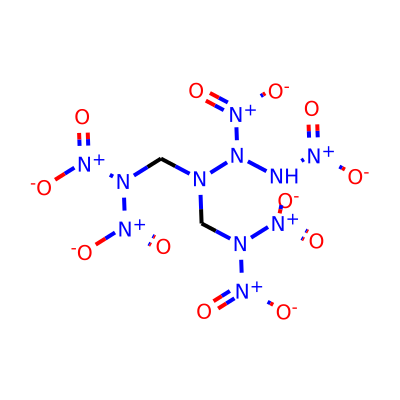 O O-
N+ O
O N+
N+ N NH O-
-O N N O-
N+ N N+ O
-O O
N+
O O-